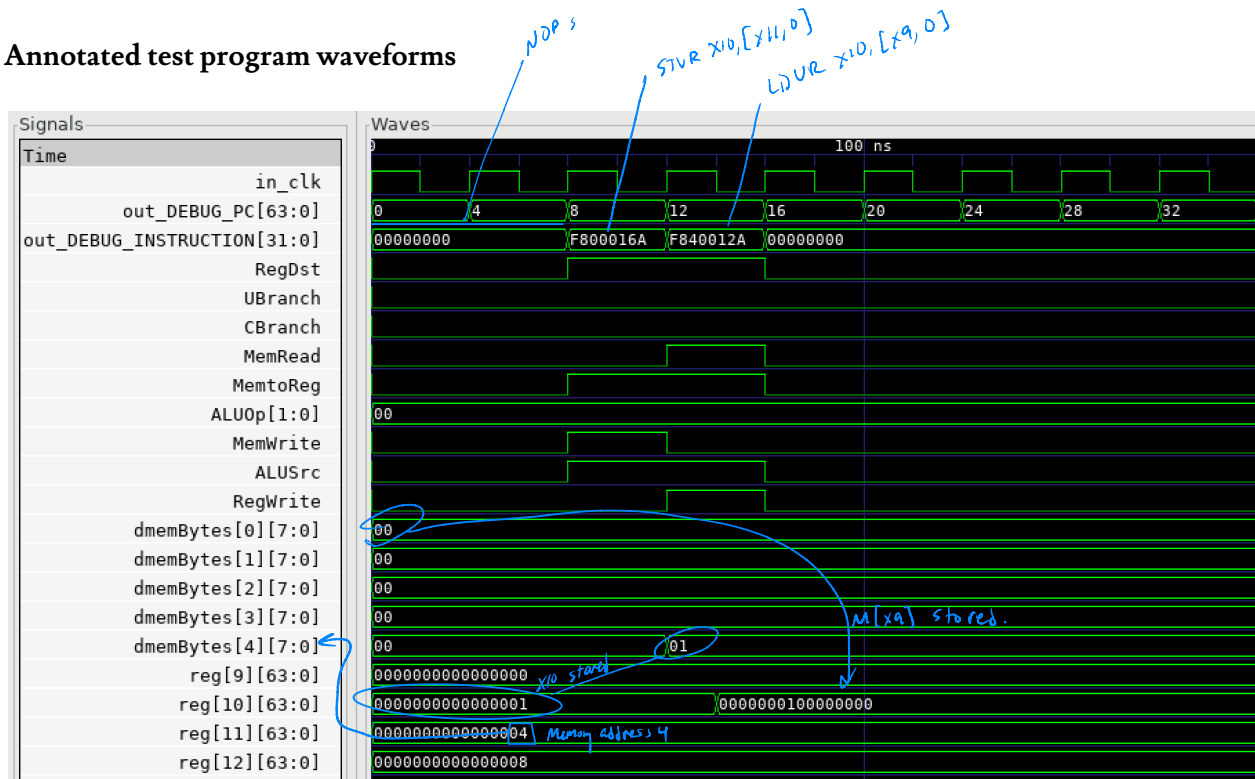 Annotated test program waveforms
NOPs
STUR X10,[X11,0]
LDUR X10,[X9,0]
Signals
Waves
Time
0
100 ns
in_clk
out_DEBUG_PC[63:0]
0 4 8 12 16 20 24 28 32
out_DEBUG_INSTRUCTION[31:0]
00000000 F800016A F840012A 00000000
RegDst
UBranch
CBranch
MemRead
MemtoReg
ALUOp[1:0]
00
MemWrite
ALUSrc
RegWrite
dmemBytes[0][7:0]
00
dmemBytes[1][7:0]
00
dmemBytes[2][7:0]
00
dmemBytes[3][7:0]
00
M[x9] stored.
dmemBytes[4][7:0]
00 01
reg[9][63:0]
0000000000000000
X10 stored
reg[10][63:0]
0000000000000001 0000000100000000
reg[11][63:0]
0000000000000004
Memory address 4
reg[12][63:0]
0000000000000008